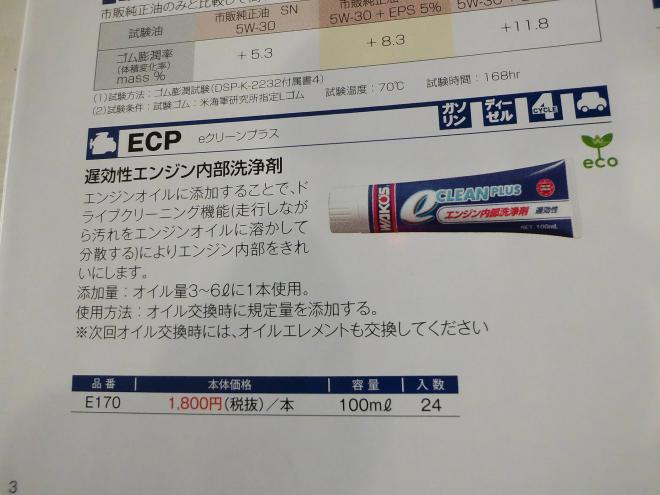 市販純正油のみと比較して
試験油
市販純正油 SN
5W-30
市販純正油
5W-30 + EPS 5%
5W-30 +
ゴム膨潤率
(体積変化率)
mass %
+ 5.3
+ 8.3
+11.8
(1)試験方法：ゴム膨潤試験(DSP-K-2232付属書4) 試験温度：70℃ 試験時間：168hr
(2)試験条件：試験ゴム：米海軍研究所指定Lゴム
ガソリン
ディーゼル
4 CYCLE
ECP eクリーンプラス
eco
遅効性エンジン内部洗浄剤
エンジンオイルに添加することで、ド
ライブクリーニング機能(走行しなが
ら汚れをエンジンオイルに溶かして
分散する)によりエンジン内部をきれ
いにします。
WAKO'S
e CLEAN PLUS
エンジン内部洗浄剤 遅効性
NET. 100mL
添加量：オイル量3〜6ℓに1本使用。
使用方法：オイル交換時に規定量を添加する。
※次回オイル交換時には、オイルエレメントも交換してください
品番 本体価格 容量 入数
E170 1,800円(税抜)／本 100mℓ 24
3